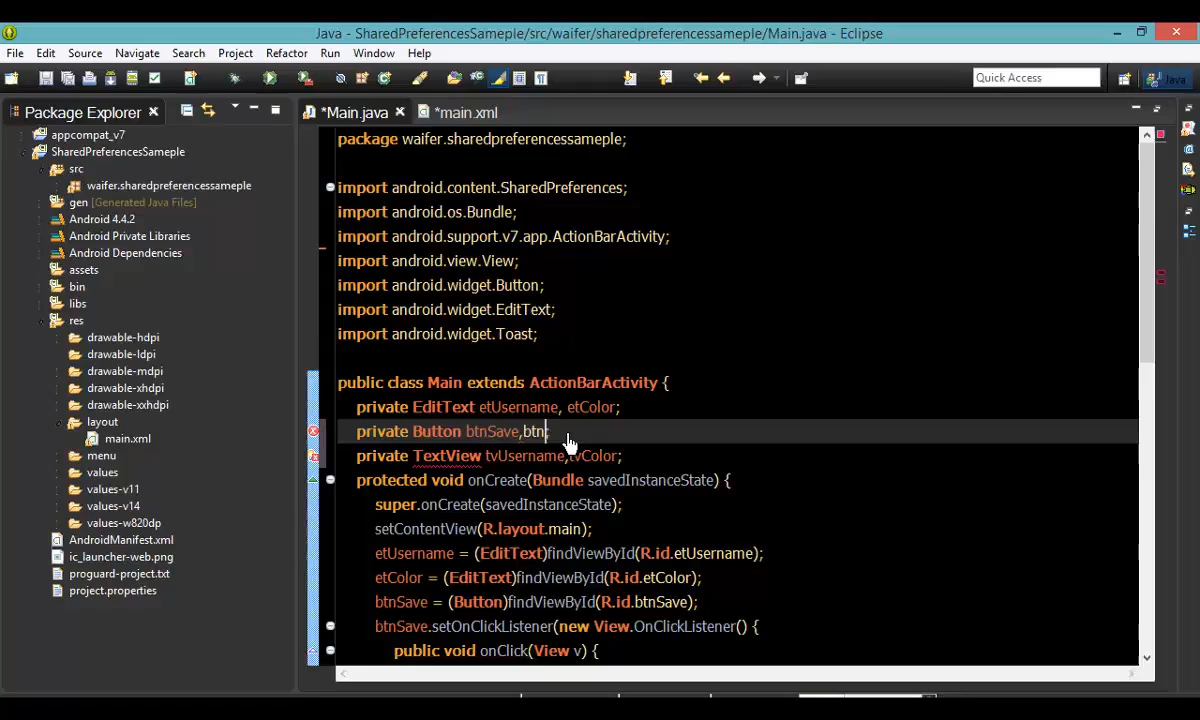 Java - SharedPreferencesSameple/src/waifer/sharedpreferencessameple/Main.java - Eclipse
File Edit Source Navigate Search Project Refactor Run Window Help
Quick Access
Java
Package Explorer
*Main.java
*main.xml
appcompat_v7
SharedPreferencesSameple
src
waifer.sharedpreferencessameple
gen [Generated Java Files]
Android 4.4.2
Android Private Libraries
Android Dependencies
assets
bin
libs
res
drawable-hdpi
drawable-ldpi
drawable-mdpi
drawable-xhdpi
drawable-xxhdpi
layout
main.xml
menu
values
values-v11
values-v14
values-w820dp
AndroidManifest.xml
ic_launcher-web.png
proguard-project.txt
project.properties
package waifer.sharedpreferencessameple;
import android.content.SharedPreferences;
import android.os.Bundle;
import android.support.v7.app.ActionBarActivity;
import android.view.View;
import android.widget.Button;
import android.widget.EditText;
import android.widget.Toast;
public class Main extends ActionBarActivity {
private EditText etUsername, etColor;
private Button btnSave,btn;
private TextView tvUsername,tvColor;
protected void onCreate(Bundle savedInstanceState) {
super.onCreate(savedInstanceState);
setContentView(R.layout.main);
etUsername = (EditText)findViewById(R.id.etUsername);
etColor = (EditText)findViewById(R.id.etColor);
btnSave = (Button)findViewById(R.id.btnSave);
btnSave.setOnClickListener(new View.OnClickListener() {
public void onClick(View v) {